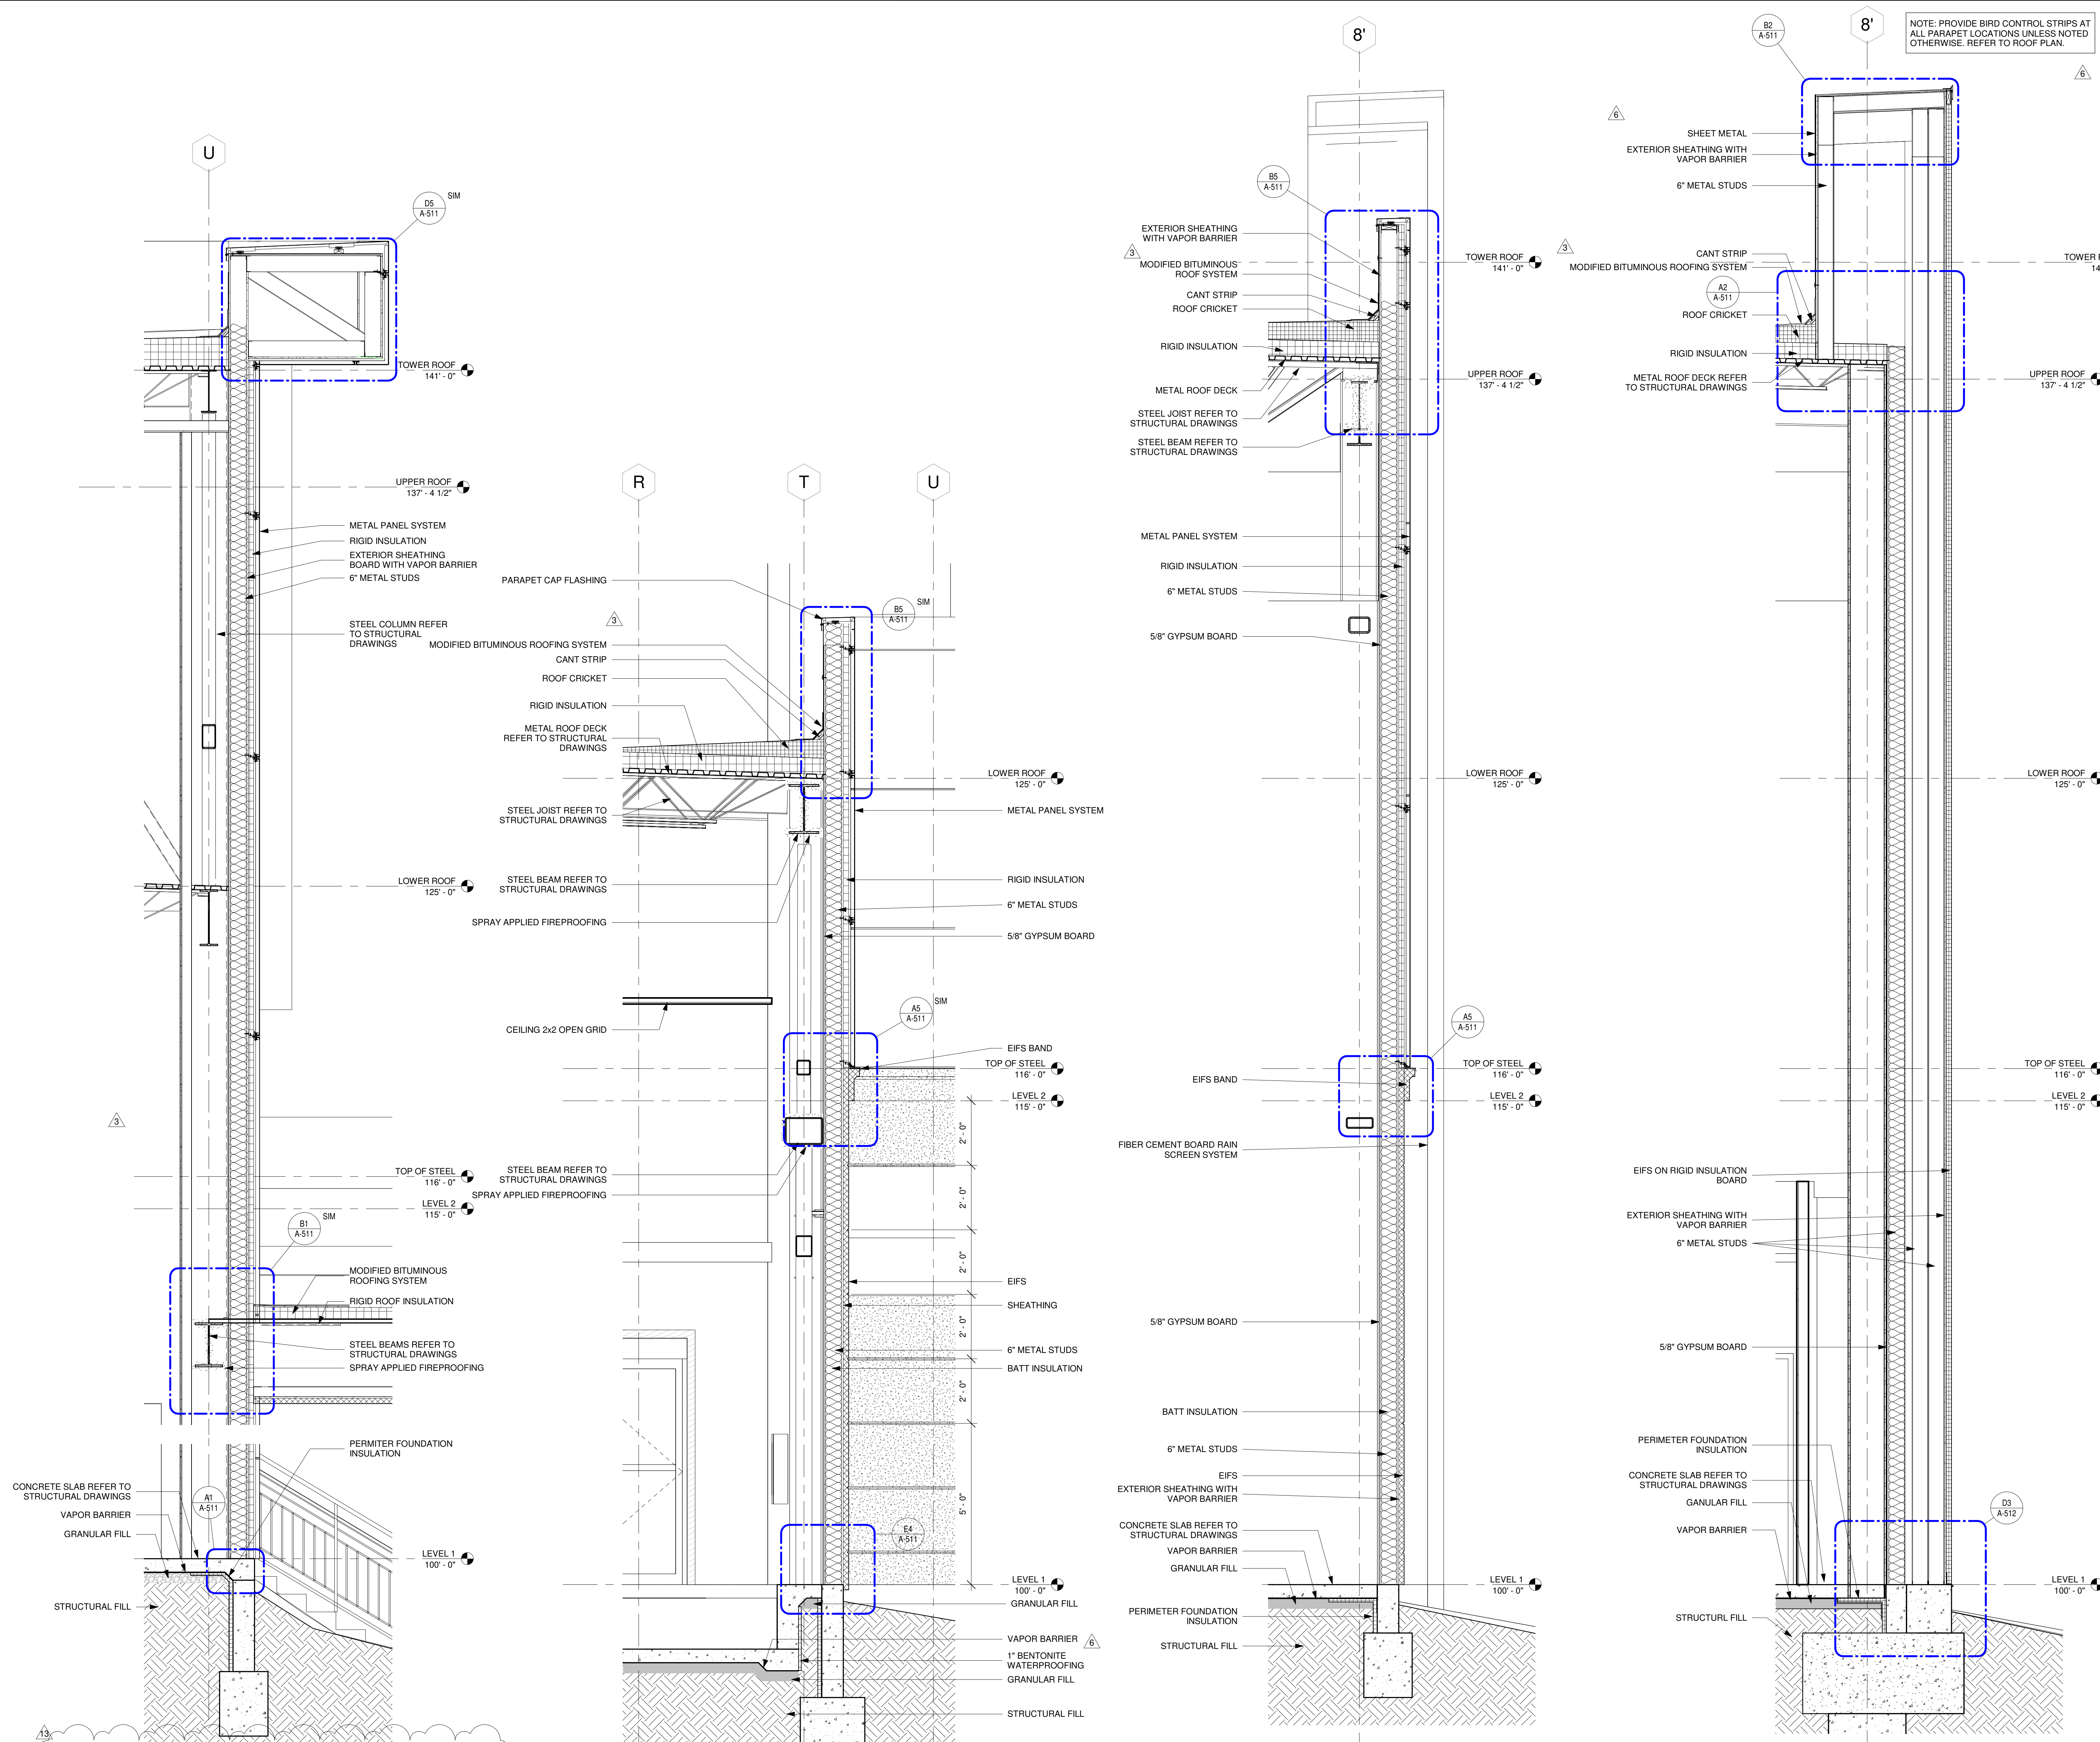 U
D5
A-511
SIM
TOWER ROOF
141' - 0"
UPPER ROOF
137' - 4 1/2"
METAL PANEL SYSTEM
RIGID INSULATION
EXTERIOR SHEATHING
BOARD WITH VAPOR BARRIER
6" METAL STUDS
STEEL COLUMN REFER
TO STRUCTURAL
DRAWINGS
LOWER ROOF
125' - 0"
3
TOP OF STEEL
116' - 0"
LEVEL 2
115' - 0"
B1
A-511
SIM
MODIFIED BITUMINOUS
ROOFING SYSTEM
RIGID ROOF INSULATION
STEEL BEAMS REFER TO
STRUCTURAL DRAWINGS
SPRAY APPLIED FIREPROOFING
PERMITER FOUNDATION
INSULATION
CONCRETE SLAB REFER TO
STRUCTURAL DRAWINGS
A1
A-511
VAPOR BARRIER
GRANULAR FILL
LEVEL 1
100' - 0"
STRUCTURAL FILL
13
R
T
U
PARAPET CAP FLASHING
3
B5
A-511
SIM
MODIFIED BITUMINOUS ROOFING SYSTEM
CANT STRIP
ROOF CRICKET
RIGID INSULATION
METAL ROOF DECK
REFER TO STRUCTURAL
DRAWINGS
LOWER ROOF
125' - 0"
STEEL JOIST REFER TO
STRUCTURAL DRAWINGS
METAL PANEL SYSTEM
STEEL BEAM REFER TO
STRUCTURAL DRAWINGS
RIGID INSULATION
6" METAL STUDS
SPRAY APPLIED FIREPROOFING
5/8" GYPSUM BOARD
CEILING 2x2 OPEN GRID
A5
A-511
SIM
EIFS BAND
TOP OF STEEL
116' - 0"
LEVEL 2
115' - 0"
2' - 0"
STEEL BEAM REFER TO
STRUCTURAL DRAWINGS
SPRAY APPLIED FIREPROOFING
2' - 0"
2' - 0"
EIFS
SHEATHING
2' - 0"
6" METAL STUDS
BATT INSULATION
2' - 0"
5' - 0"
E4
A-511
LEVEL 1
100' - 0"
GRANULAR FILL
VAPOR BARRIER
6
1" BENTONITE
WATERPROOFING
GRANULAR FILL
STRUCTURAL FILL
8'
B5
A-511
EXTERIOR SHEATHING
WITH VAPOR BARRIER
3
MODIFIED BITUMINOUS
ROOF SYSTEM
TOWER ROOF
141' - 0"
CANT STRIP
ROOF CRICKET
RIGID INSULATION
UPPER ROOF
137' - 4 1/2"
METAL ROOF DECK
STEEL JOIST REFER TO
STRUCTURAL DRAWINGS
STEEL BEAM REFER TO
STRUCTURAL DRAWINGS
METAL PANEL SYSTEM
RIGID INSULATION
6" METAL STUDS
5/8" GYPSUM BOARD
LOWER ROOF
125' - 0"
A5
A-511
TOP OF STEEL
116' - 0"
EIFS BAND
LEVEL 2
115' - 0"
FIBER CEMENT BOARD RAIN
SCREEN SYSTEM
5/8" GYPSUM BOARD
BATT INSULATION
6" METAL STUDS
EIFS
EXTERIOR SHEATHING WITH
VAPOR BARRIER
CONCRETE SLAB REFER TO
STRUCTURAL DRAWINGS
VAPOR BARRIER
GRANULAR FILL
LEVEL 1
100' - 0"
PERIMETER FOUNDATION
INSULATION
STRUCTURAL FILL
B2
A-511
8'
NOTE: PROVIDE BIRD CONTROL STRIPS AT
ALL PARAPET LOCATIONS UNLESS NOTED
OTHERWISE. REFER TO ROOF PLAN.
6
6
SHEET METAL
EXTERIOR SHEATHING WITH
VAPOR BARRIER
6" METAL STUDS
3
CANT STRIP
MODIFIED BITUMINOUS ROOFING SYSTEM
TOWER R
14
A2
A-511
ROOF CRICKET
RIGID INSULATION
METAL ROOF DECK REFER
TO STRUCTURAL DRAWINGS
UPPER ROOF
137' - 4 1/2"
LOWER ROOF
125' - 0"
TOP OF STEEL
116' - 0"
LEVEL 2
115' - 0"
EIFS ON RIGID INSULATION
BOARD
EXTERIOR SHEATHING WITH
VAPOR BARRIER
6" METAL STUDS
5/8" GYPSUM BOARD
PERIMETER FOUNDATION
INSULATION
CONCRETE SLAB REFER TO
STRUCTURAL DRAWINGS
GANULAR FILL
D3
A-512
VAPOR BARRIER
LEVEL 1
100' - 0"
STRUCTURL FILL